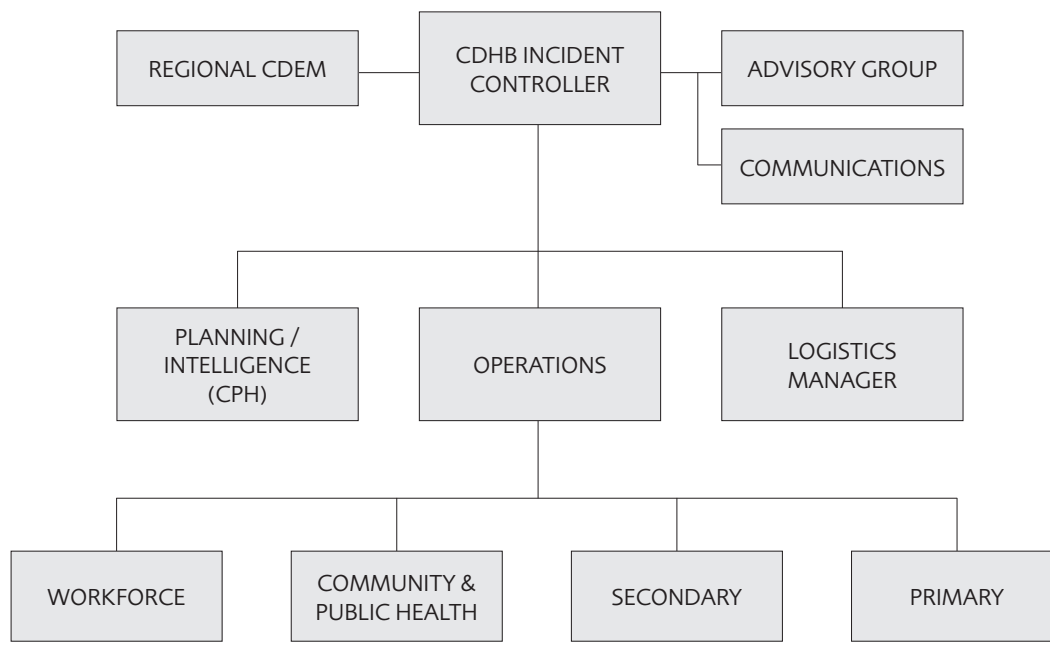 REGIONAL CDEM
CDHB INCIDENT
CONTROLLER
ADVISORY GROUP
COMMUNICATIONS
PLANNING /
INTELLIGENCE
(CPH)
OPERATIONS
LOGISTICS
MANAGER
WORKFORCE
COMMUNITY &
PUBLIC HEALTH
SECONDARY
PRIMARY